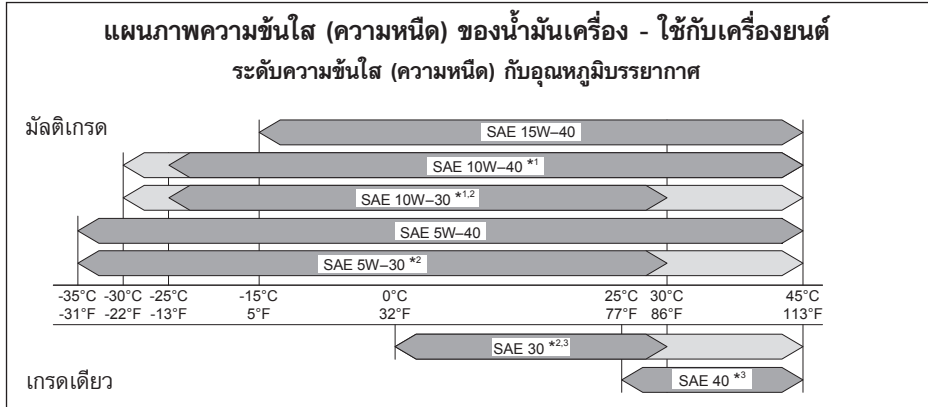 แผนภาพความข้นใส (ความหนืด) ของน้ำมันเครื่อง - ใช้กับเครื่องยนต์
ระดับความข้นใส (ความหนืด) กับอุณหภูมิบรรยากาศ
มัลติเกรด
SAE 15W–40
SAE 10W–40 *1
SAE 10W–30 *1,2
SAE 5W–40
SAE 5W–30 *2
-35°C -30°C -25°C -15°C 0°C 25°C 30°C 45°C
-31°F -22°F -13°F 5°F 32°F 77°F 86°F 113°F
SAE 30 *2,3
SAE 40 *3
เกรดเดียว